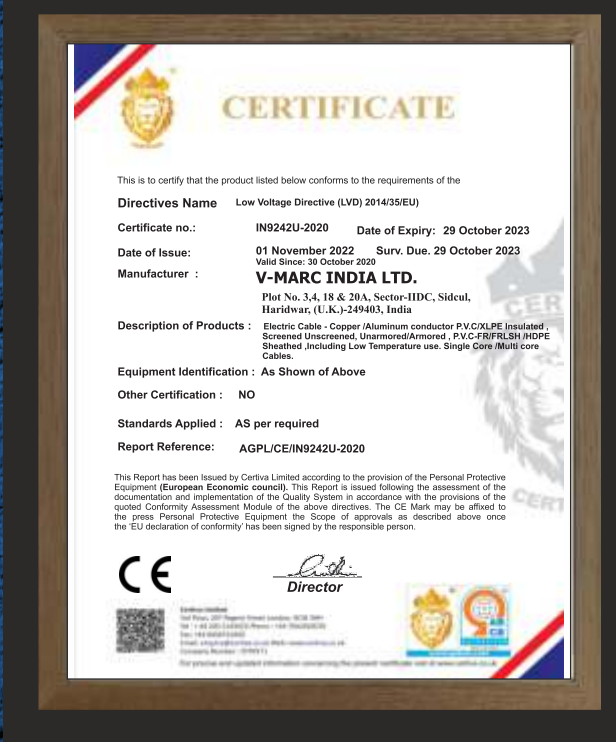 CERTIFICATE
This is to certify that the product listed below conforms to the requirements of the
Directives Name Low Voltage Directive (LVD) 2014/35/EU)
Certificate no.: IN9242U-2020 Date of Expiry: 29 October 2023
Date of Issue: 01 November 2022 Surv. Due. 29 October 2023
Valid Since: 30 October 2020
Manufacturer : V-MARC INDIA LTD.
Plot No. 3,4, 18 & 20A, Sector-IIDC, Sidcul,
Haridwar, (U.K.)-249403, India
Description of Products : Electric Cable - Copper /Aluminum conductor P.V.C/XLPE Insulated ,
Screened Unscreened, Unarmored/Armored , P.V.C-FR/FRLSH /HDPE
Sheathed ,Including Low Temperature use. Single Core /Multi core
Cables.
Equipment Identification : As Shown of Above
Other Certification : NO
Standards Applied : AS per required
Report Reference: AGPL/CE/IN9242U-2020
This Report has been Issued by Certiva Limited according to the provision of the Personal Protective
Equipment (European Economic council). This Report is issued following the assessment of the
documentation and implementation of the Quality System in accordance with the provisions of the
quoted Conformity Assessment Module of the above directives. The CE Mark may be affixed to
the press Personal Protective Equipment the Scope of approvals as described above once
the 'EU declaration of conformity' has been signed by the responsible person.
CE
Director
Certiva Limited
CER
CERT